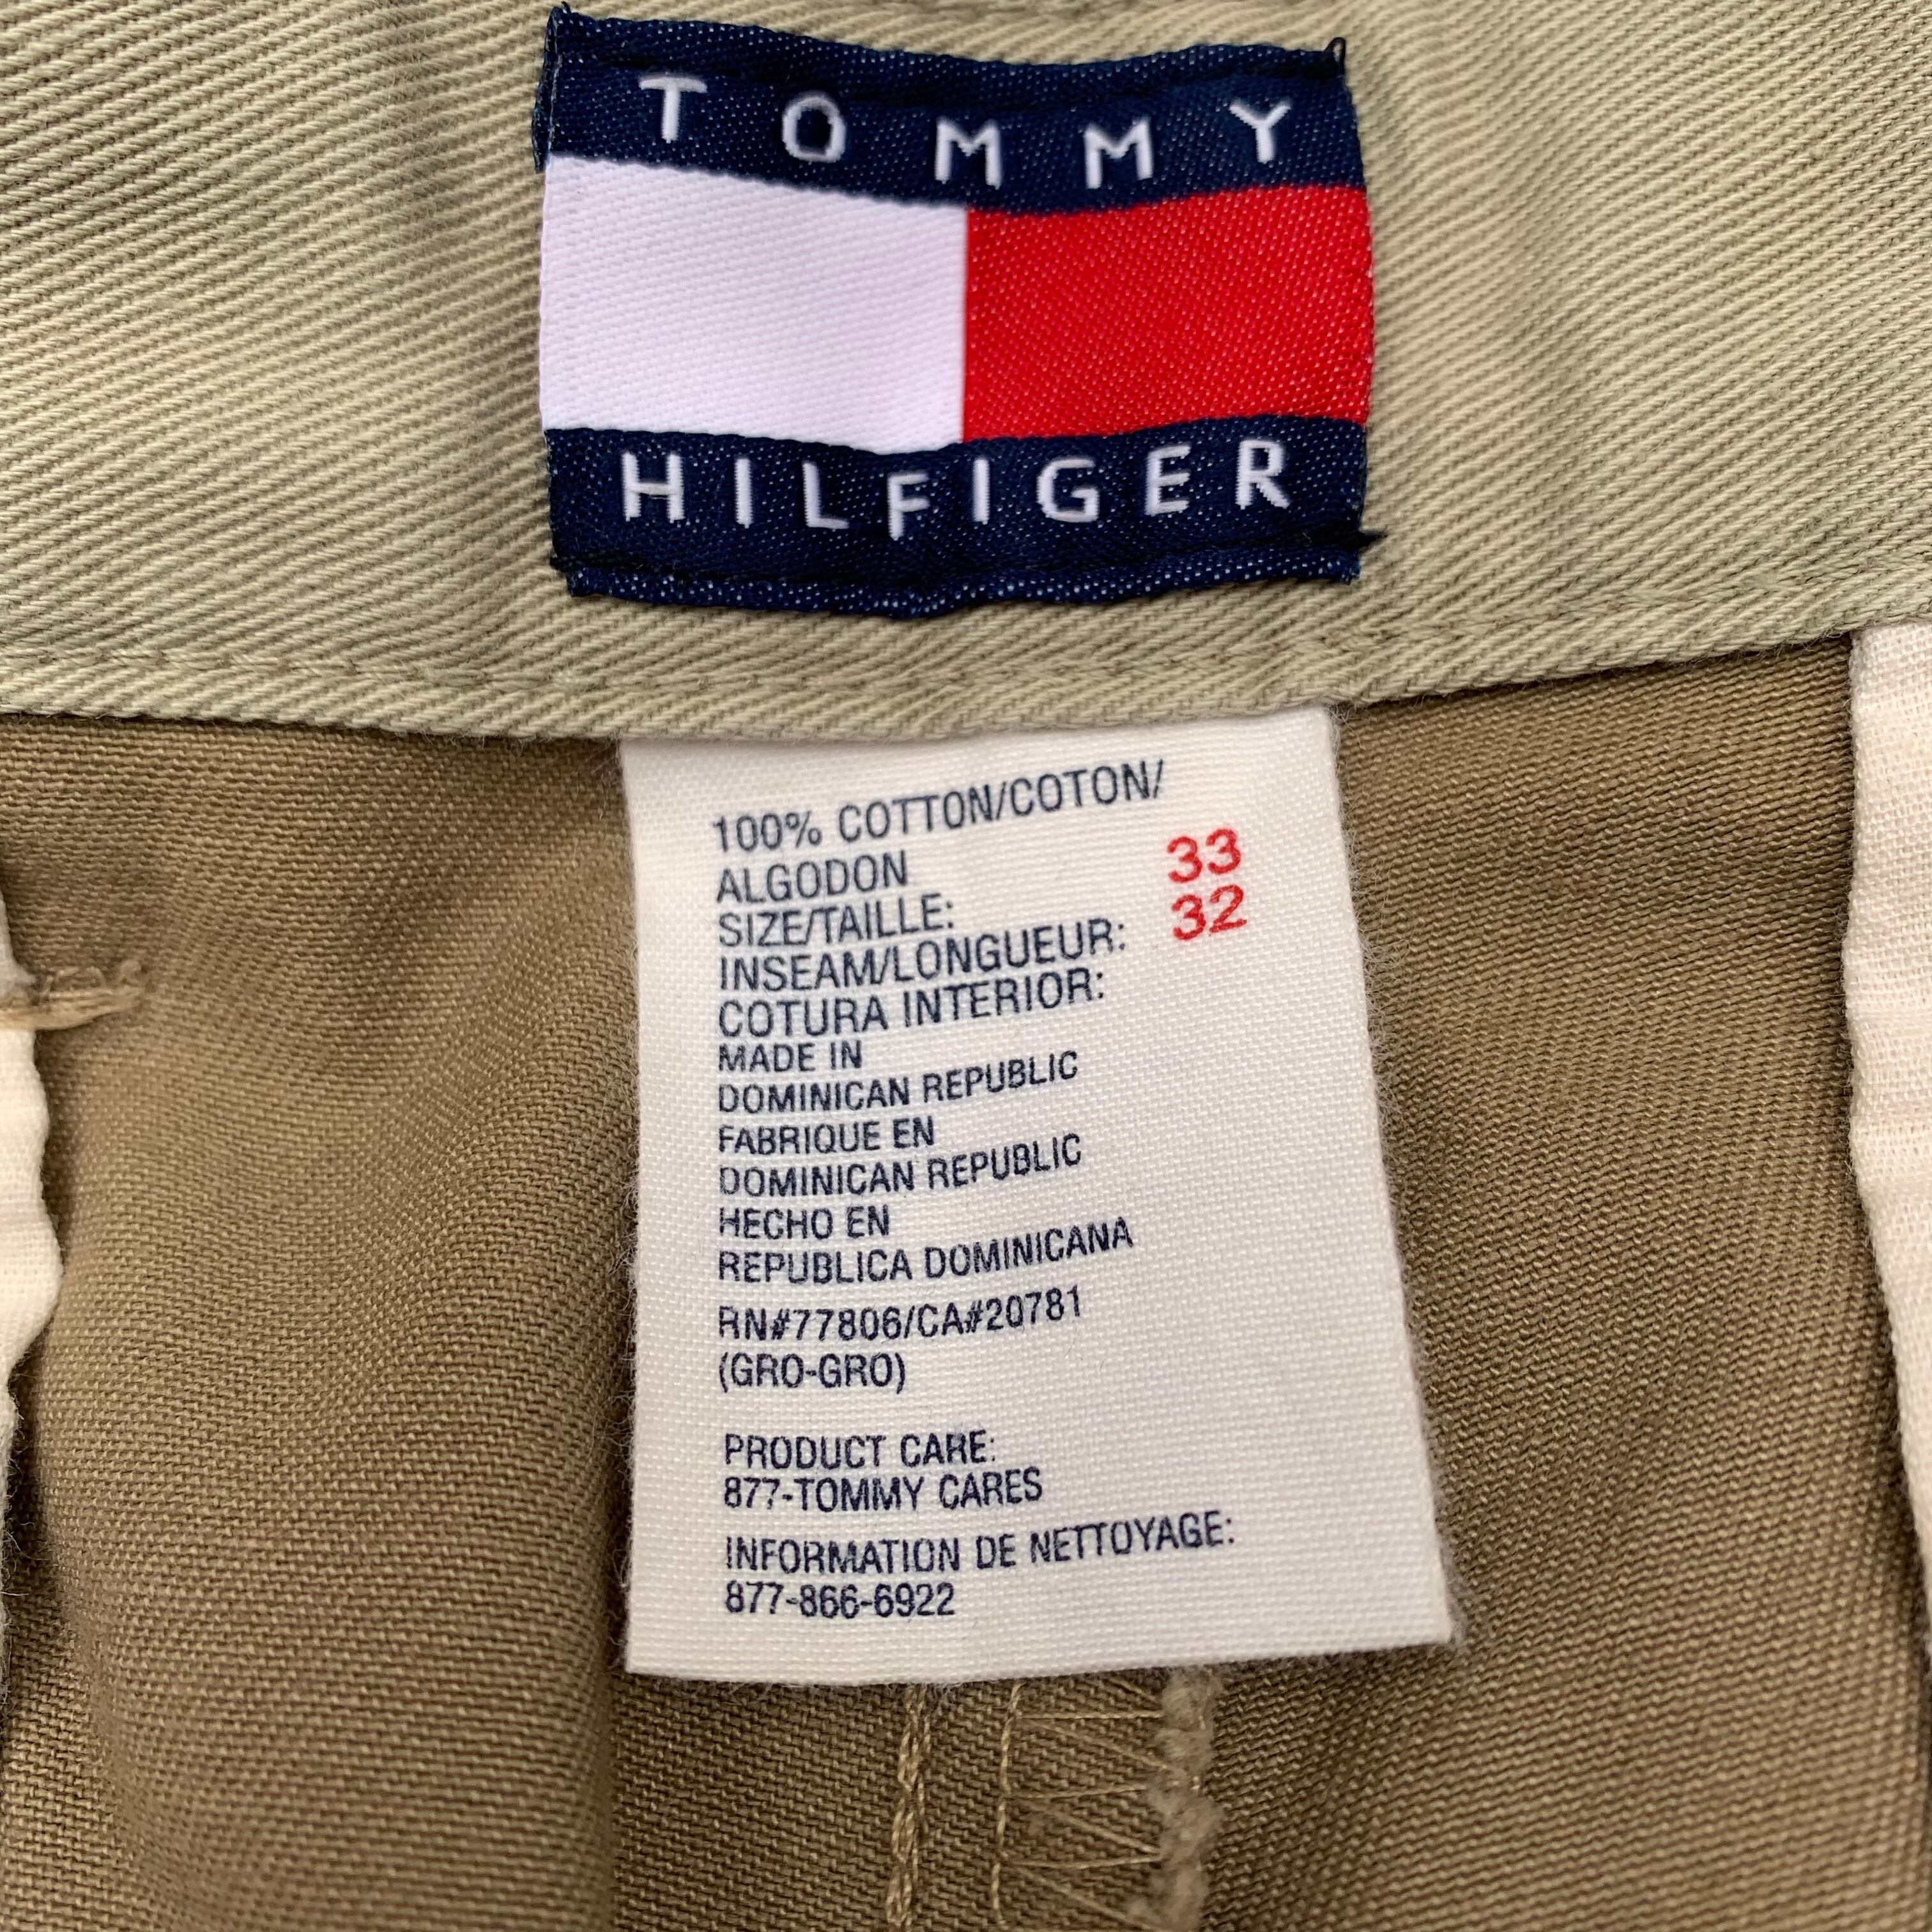 TOMMY
HILFIGER
100% COTTON/COTON/
ALGODON
SIZE/TAILLE: 33
INSEAM/LONGUEUR: 32
COTURA INTERIOR:
MADE IN
DOMINICAN REPUBLIC
FABRIQUE EN
DOMINICAN REPUBLIC
HECHO EN
REPUBLICA DOMINICANA
RN#77806/CA#20781
(GRO-GRO)
PRODUCT CARE:
877-TOMMY CARES
INFORMATION DE NETTOYAGE:
877-866-6922